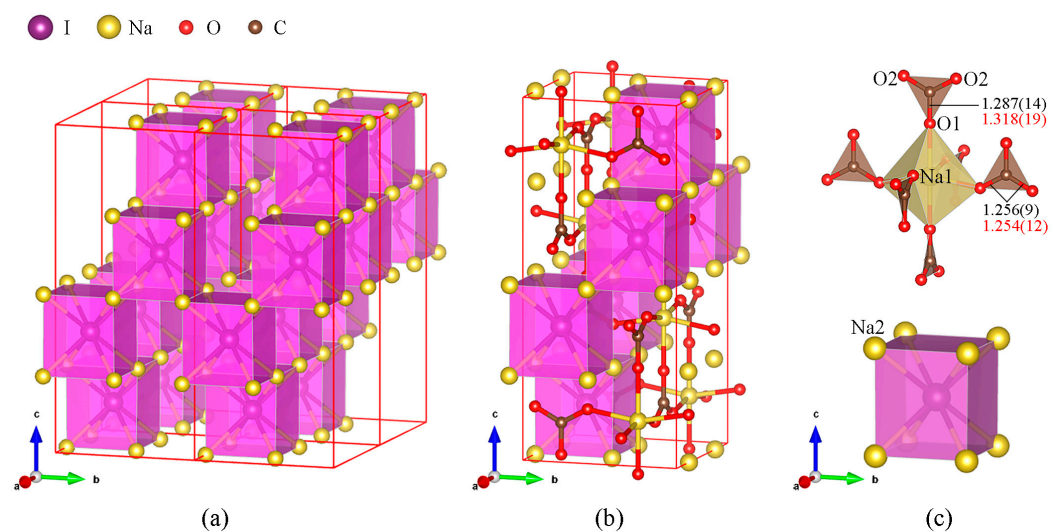 I Na O C
O2 O2
1.287(14)
1.318(19)
O1
Na1
1.256(9)
1.254(12)
Na2
c c c
a b a b a b
(a) (b) (c)